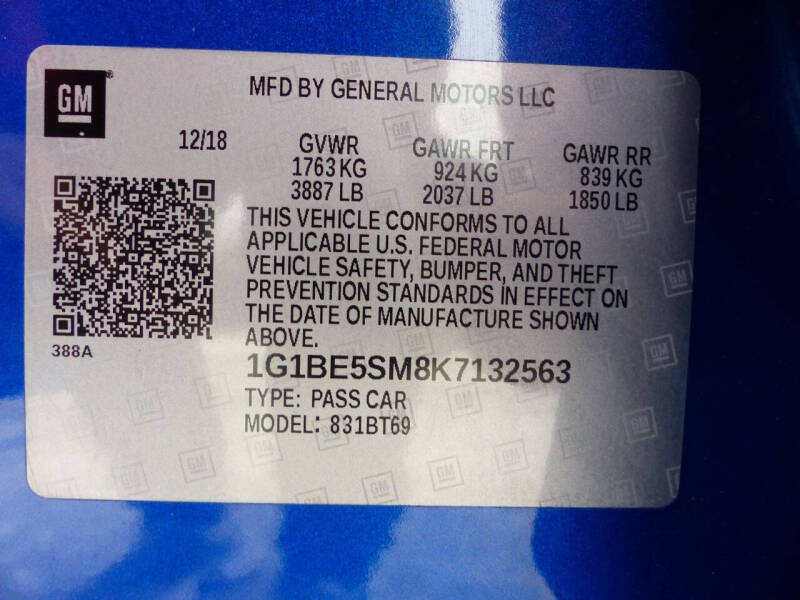 GM
MFD BY GENERAL MOTORS LLC
12/18
GVWR GAWR FRT GAWR RR
1763 KG 924 KG 839 KG
3887 LB 2037 LB 1850 LB
THIS VEHICLE CONFORMS TO ALL
APPLICABLE U.S. FEDERAL MOTOR
VEHICLE SAFETY, BUMPER, AND THEFT
PREVENTION STANDARDS IN EFFECT ON
THE DATE OF MANUFACTURE SHOWN
ABOVE.
388A
1G1BE5SM8K7132563
TYPE: PASS CAR
MODEL: 831BT69